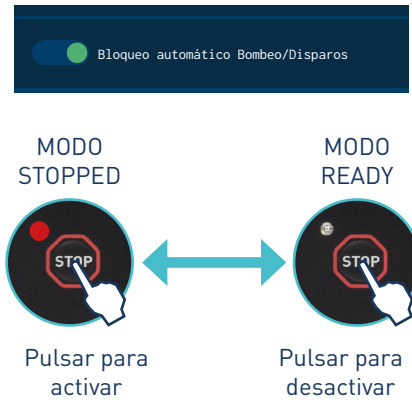 Bloqueo automático Bombeo/Disparos
MODO
STOPPED
MODO
READY
STOP
STOP
Pulsar para
activar
Pulsar para
desactivar